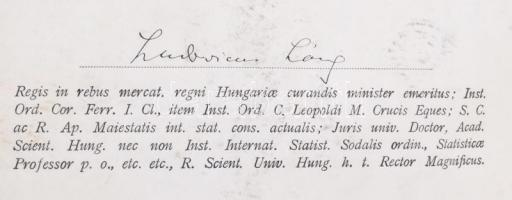 Ludovicus Láng
Regis in rebus mercat. regni Hungariæ curandis minister emeritus; Inst.
Ord. Cor. Ferr. I. Cl., item Inst. Ord. C. Leopoldi M. Crucis Eques; S. C.
ac R. Ap. Maiestatis int. stat. cons. actualis; Juris univ. Doctor, Acad.
Scient. Hung. nec non Inst. Internat. Statist. Sodalis ordin., Statisticæ
Professor p. o., etc. etc., R. Scient. Univ. Hung. h. t. Rector Magnificus.